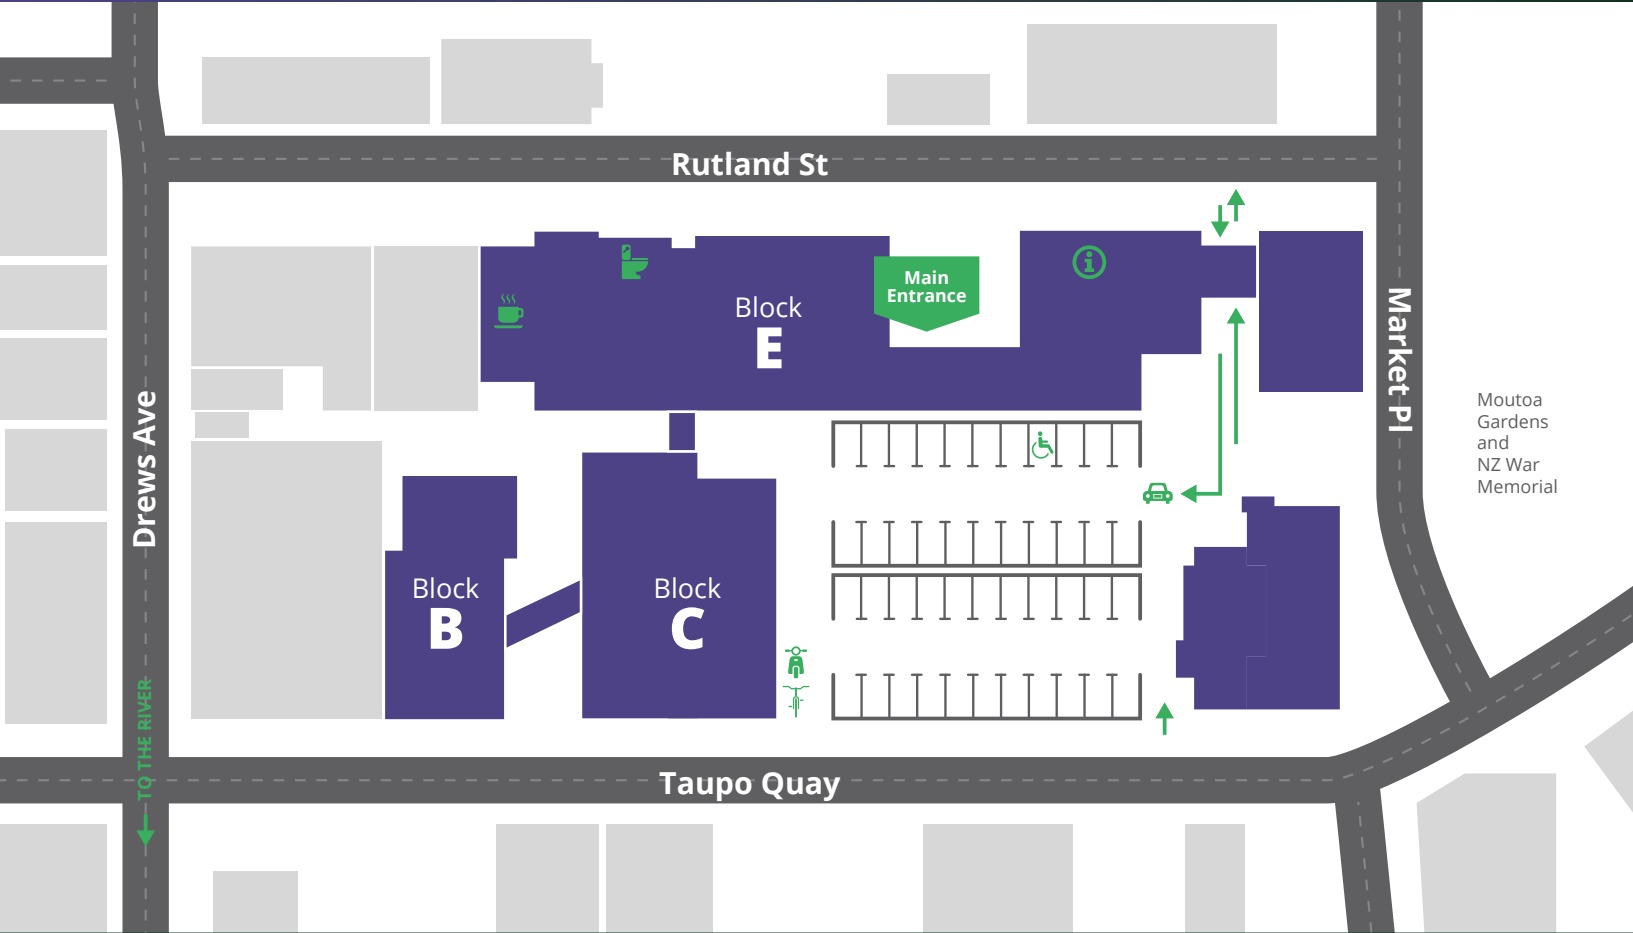 Rutland St
Main
Entrance
Block
E
Market Pl
Moutoa
Gardens
and
NZ War
Memorial
Drews Ave
Block
B
Block
C
TO THE RIVER
Taupo Quay